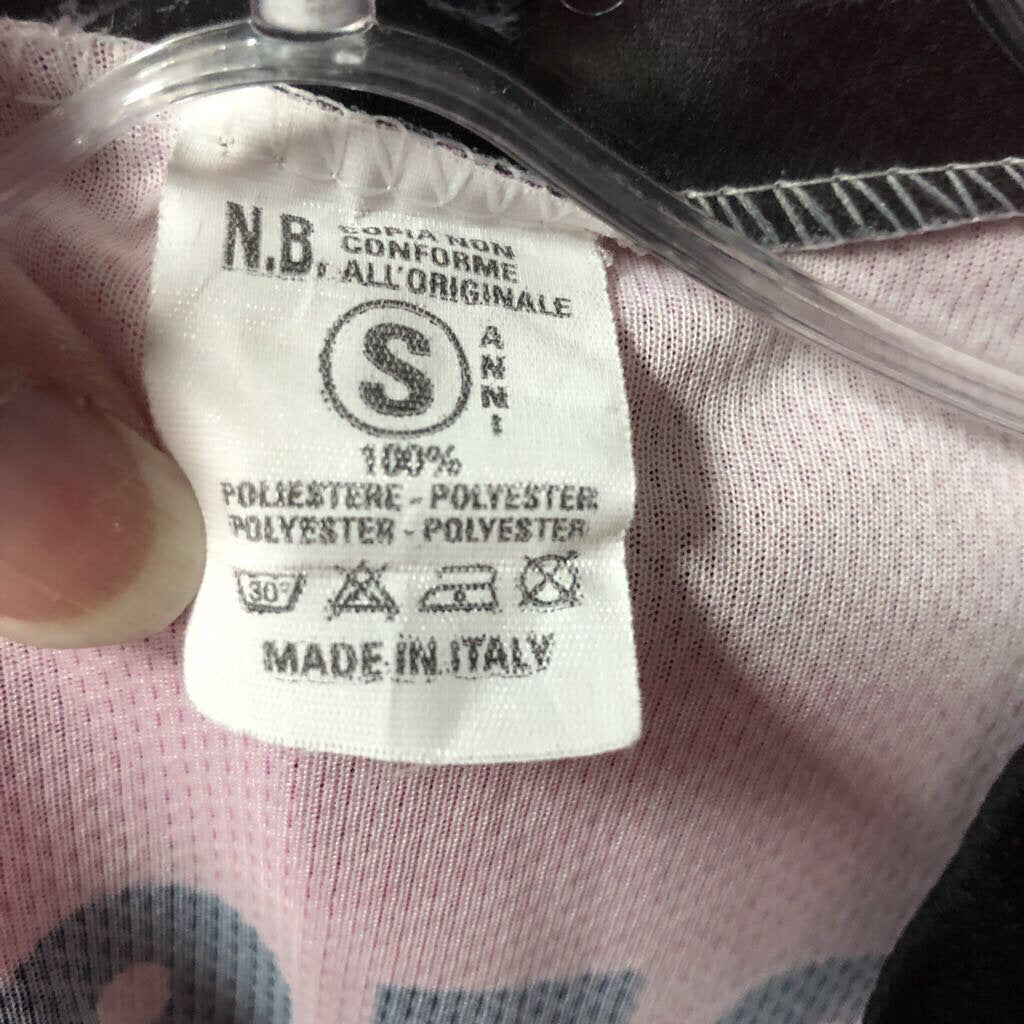 N.B. COPIA NON
CONFORME
ALL'ORIGINALE
S
ANNI
100%
POLIESTERE - POLYESTER
POLYESTER - POLYESTER
30°
MADE IN ITALY